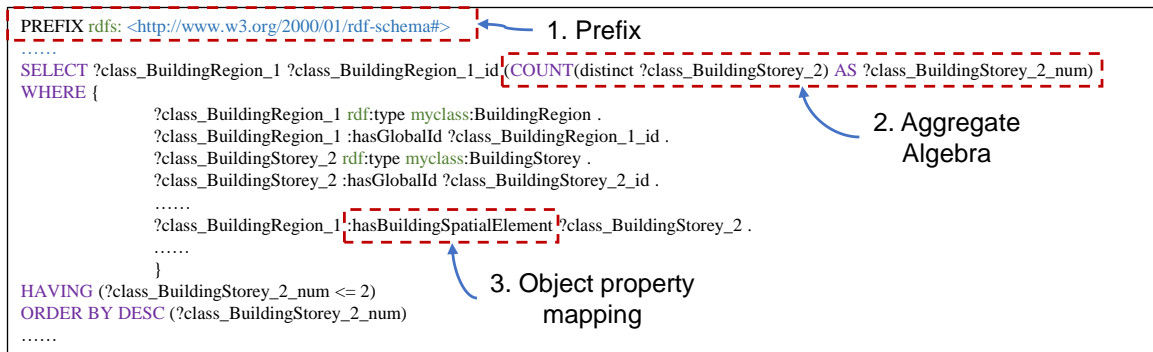 PREFIX rdfs: <http://www.w3.org/2000/01/rdf-schema#>
1. Prefix
......
SELECT ?class_BuildingRegion_1 ?class_BuildingRegion_1_id (COUNT(distinct ?class_BuildingStorey_2) AS ?class_BuildingStorey_2_num)
WHERE {
?class_BuildingRegion_1 rdf:type myclass:BuildingRegion .
?class_BuildingRegion_1 :hasGlobalId ?class_BuildingRegion_1_id .
?class_BuildingStorey_2 rdf:type myclass:BuildingStorey .
?class_BuildingStorey_2 :hasGlobalId ?class_BuildingStorey_2_id .
2. Aggregate
Algebra
......
?class_BuildingRegion_1 :hasBuildingSpatialElement ?class_BuildingStorey_2 .
......
}
3. Object property
mapping
HAVING (?class_BuildingStorey_2_num <= 2)
ORDER BY DESC (?class_BuildingStorey_2_num)
......